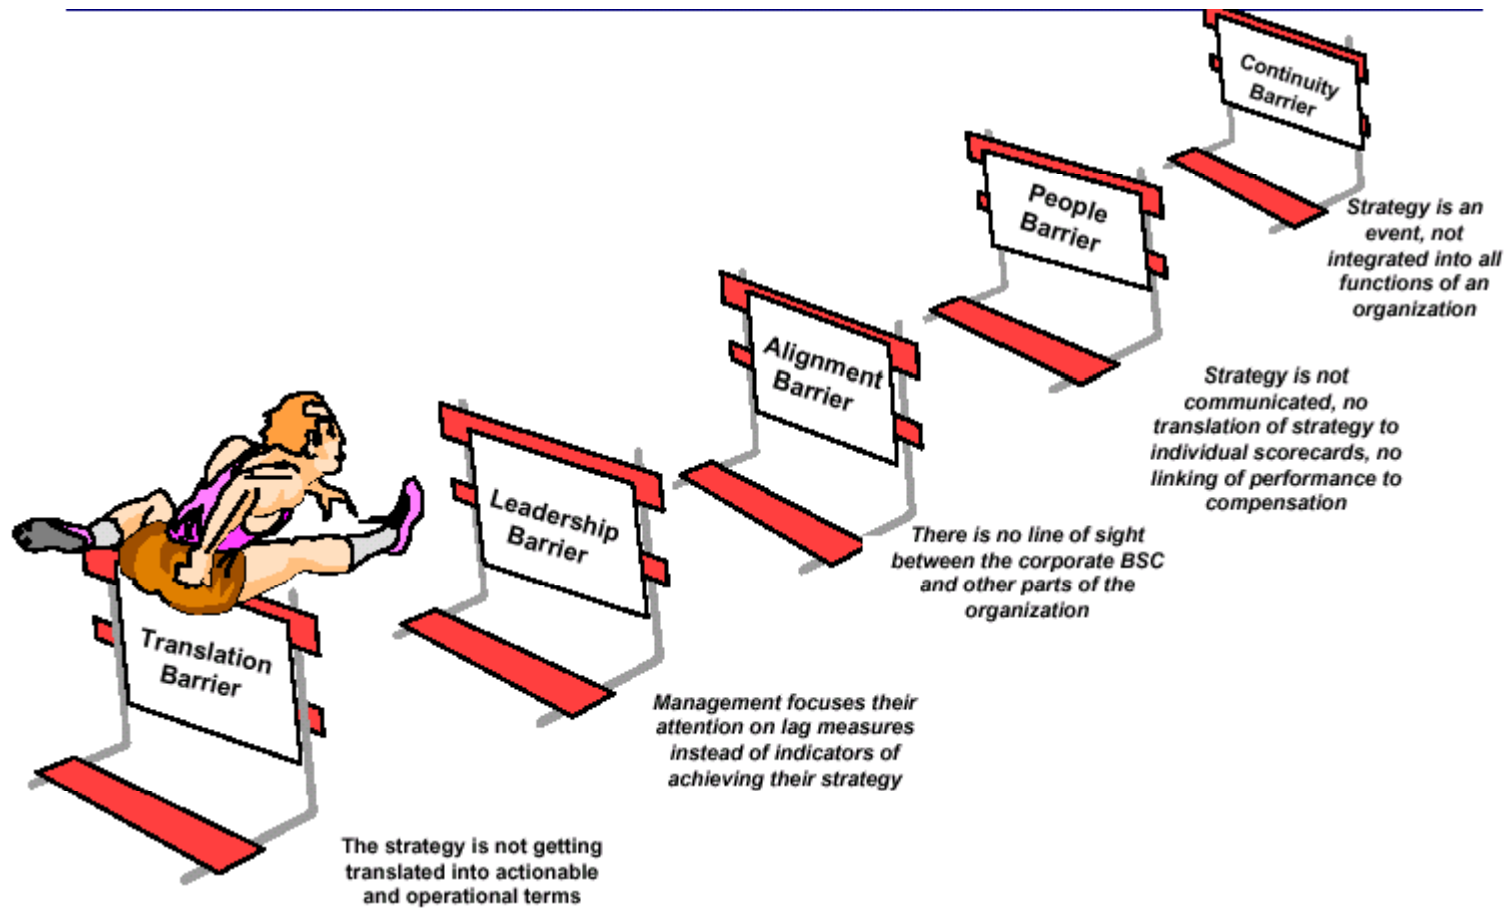 Translation
Barrier
The strategy is not getting
translated into actionable
and operational terms
Leadership
Barrier
Management focuses their
attention on lag measures
instead of indicators of
achieving their strategy
Alignment
Barrier
There is no line of sight
between the corporate BSC
and other parts of the
organization
People
Barrier
Strategy is not
communicated, no
translation of strategy to
individual scorecards, no
linking of performance to
compensation
Continuity
Barrier
Strategy is an
event, not
integrated into all
functions of an
organization